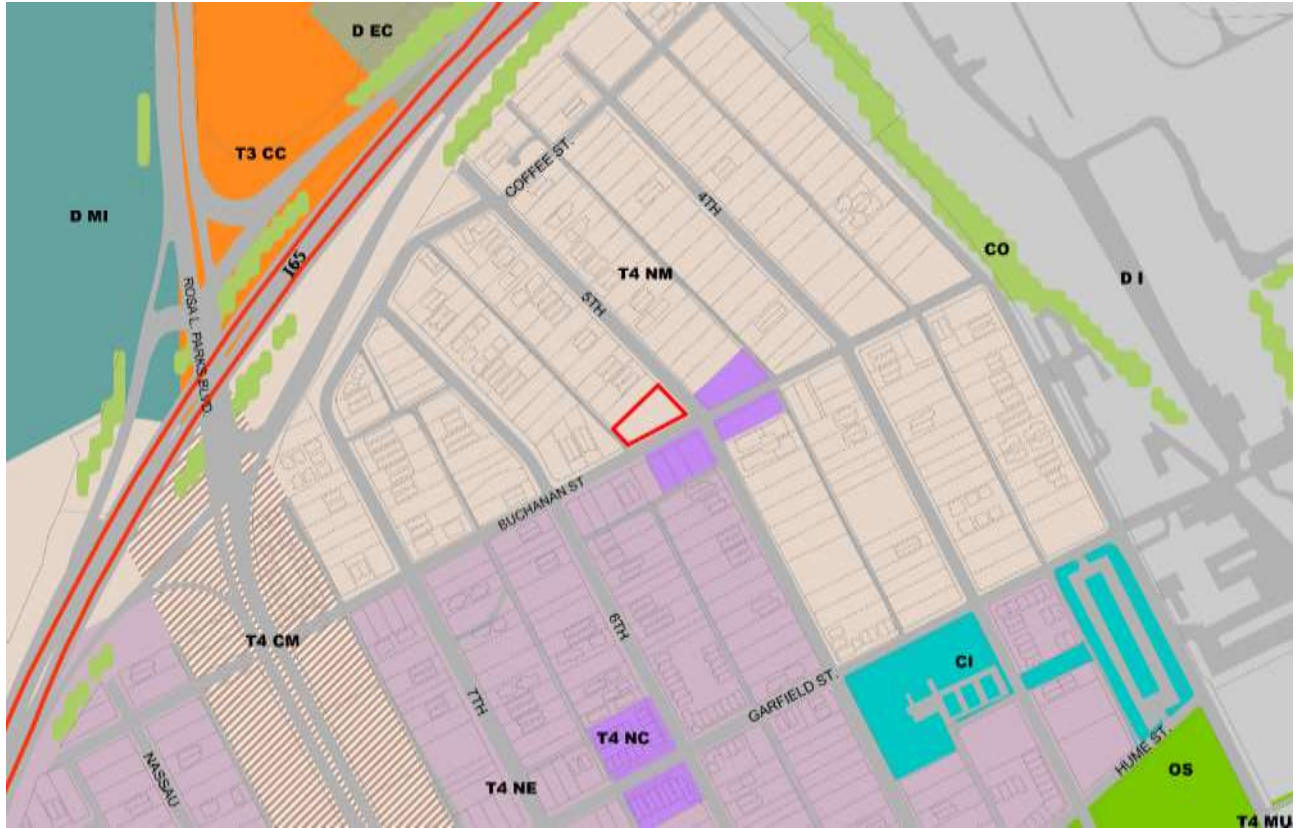 D EC
T3 CC
COFFEE ST.
4TH
D MI
CO
I65
T4 NM
D I
ROSA L. PARKS BLVD.
5TH
BUCHANAN ST
T4 CM
6TH
CI
7TH
GARFIELD ST.
T4 NC
HUME ST.
NASSAU
T4 NE
OS
T4 MU